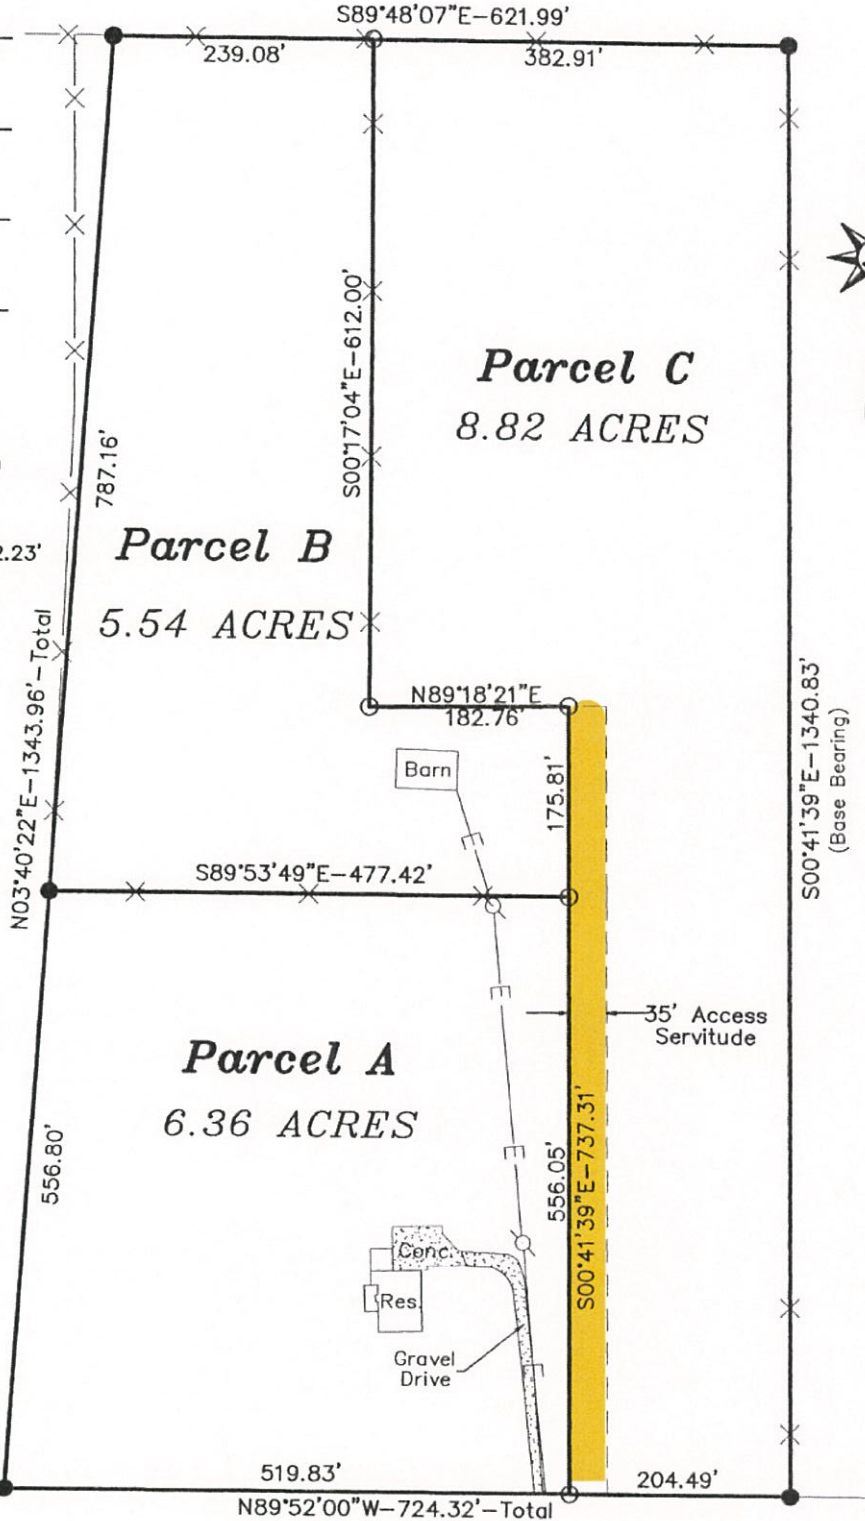 S89°48'07"E-621.99'
239.08'
382.91'
S00°17'04"E-612.00'
Parcel C
8.82 ACRES
787.16'
Parcel B
5.54 ACRES
2.23'
N03°40'22"E-1343.96'-Total
N89°18'21"E
182.76'
S00°41'39"E-1340.83'
(Base Bearing)
Barn
175.81'
S89°53'49"E-477.42'
35' Access
Servitude
Parcel A
6.36 ACRES
556.80'
556.05'
S00°41'39"E-737.31'
Conc.
Res.
Gravel
Drive
519.83'
204.49'
N89°52'00"W-724.32'-Total